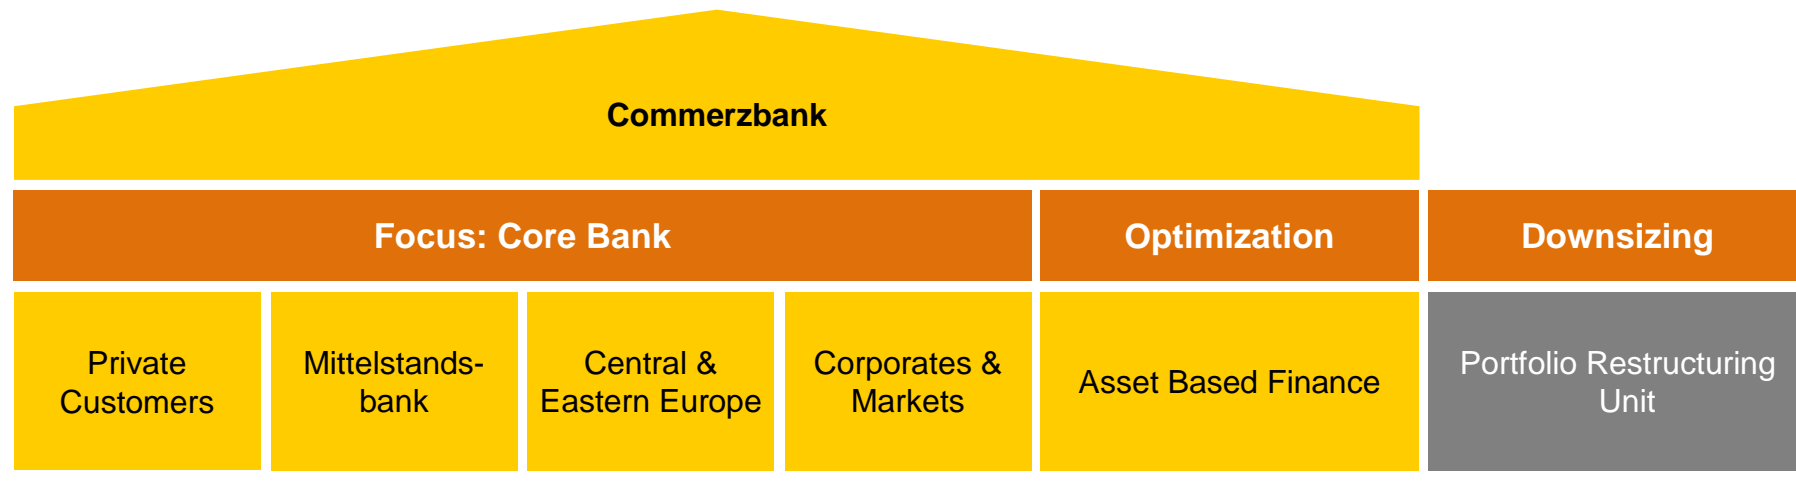 Commerzbank
Focus: Core Bank
Optimization
Downsizing
Private
Customers
Mittelstands-
bank
Central &
Eastern Europe
Corporates &
Markets
Asset Based Finance
Portfolio Restructuring
Unit